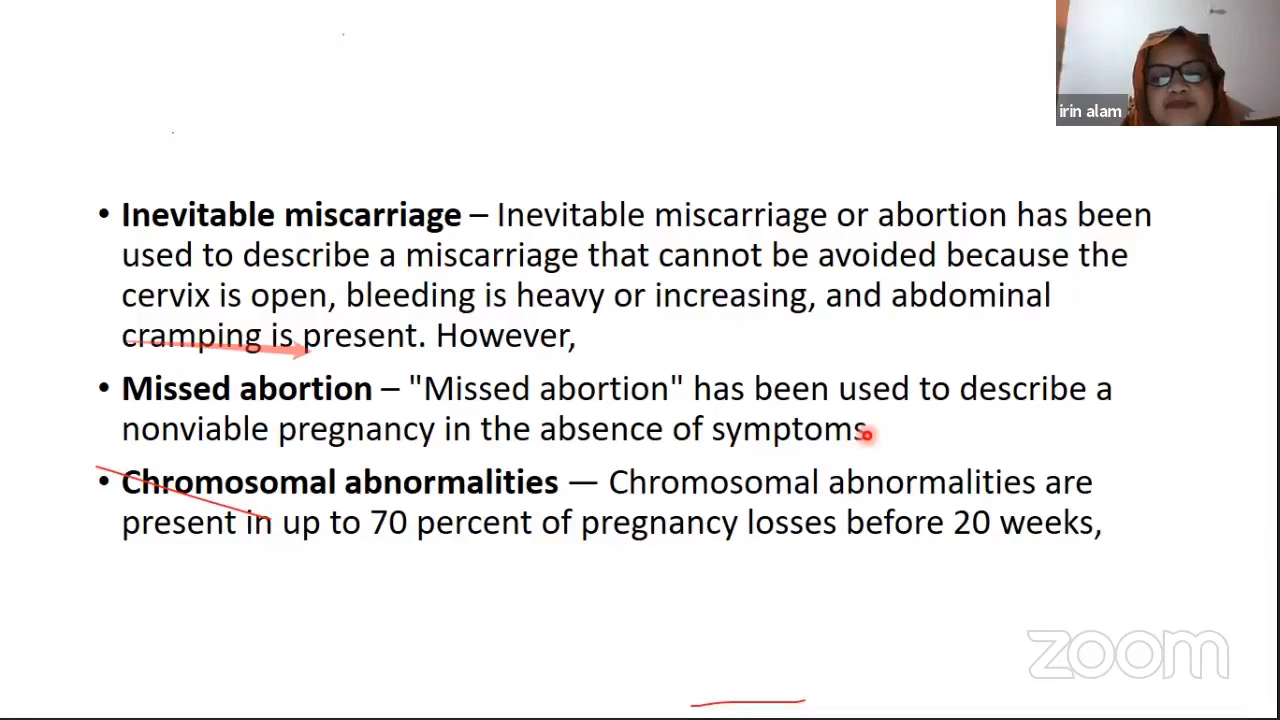 irin alam
• Inevitable miscarriage – Inevitable miscarriage or abortion has been
used to describe a miscarriage that cannot be avoided because the
cervix is open, bleeding is heavy or increasing, and abdominal
cramping is present. However,
• Missed abortion – "Missed abortion" has been used to describe a
nonviable pregnancy in the absence of symptoms.
• Chromosomal abnormalities — Chromosomal abnormalities are
present in up to 70 percent of pregnancy losses before 20 weeks,
zoom